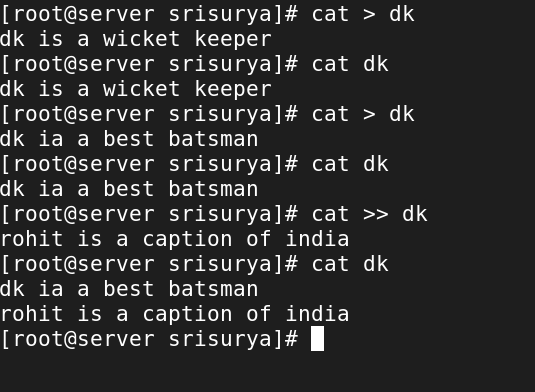 [root@server srisurya]# cat > dk
dk is a wicket keeper
[root@server srisurya]# cat dk
dk is a wicket keeper
[root@server srisurya]# cat > dk
dk ia a best batsman
[root@server srisurya]# cat dk
dk ia a best batsman
[root@server srisurya]# cat >> dk
rohit is a caption of india
[root@server srisurya]# cat dk
dk ia a best batsman
rohit is a caption of india
[root@server srisurya]#